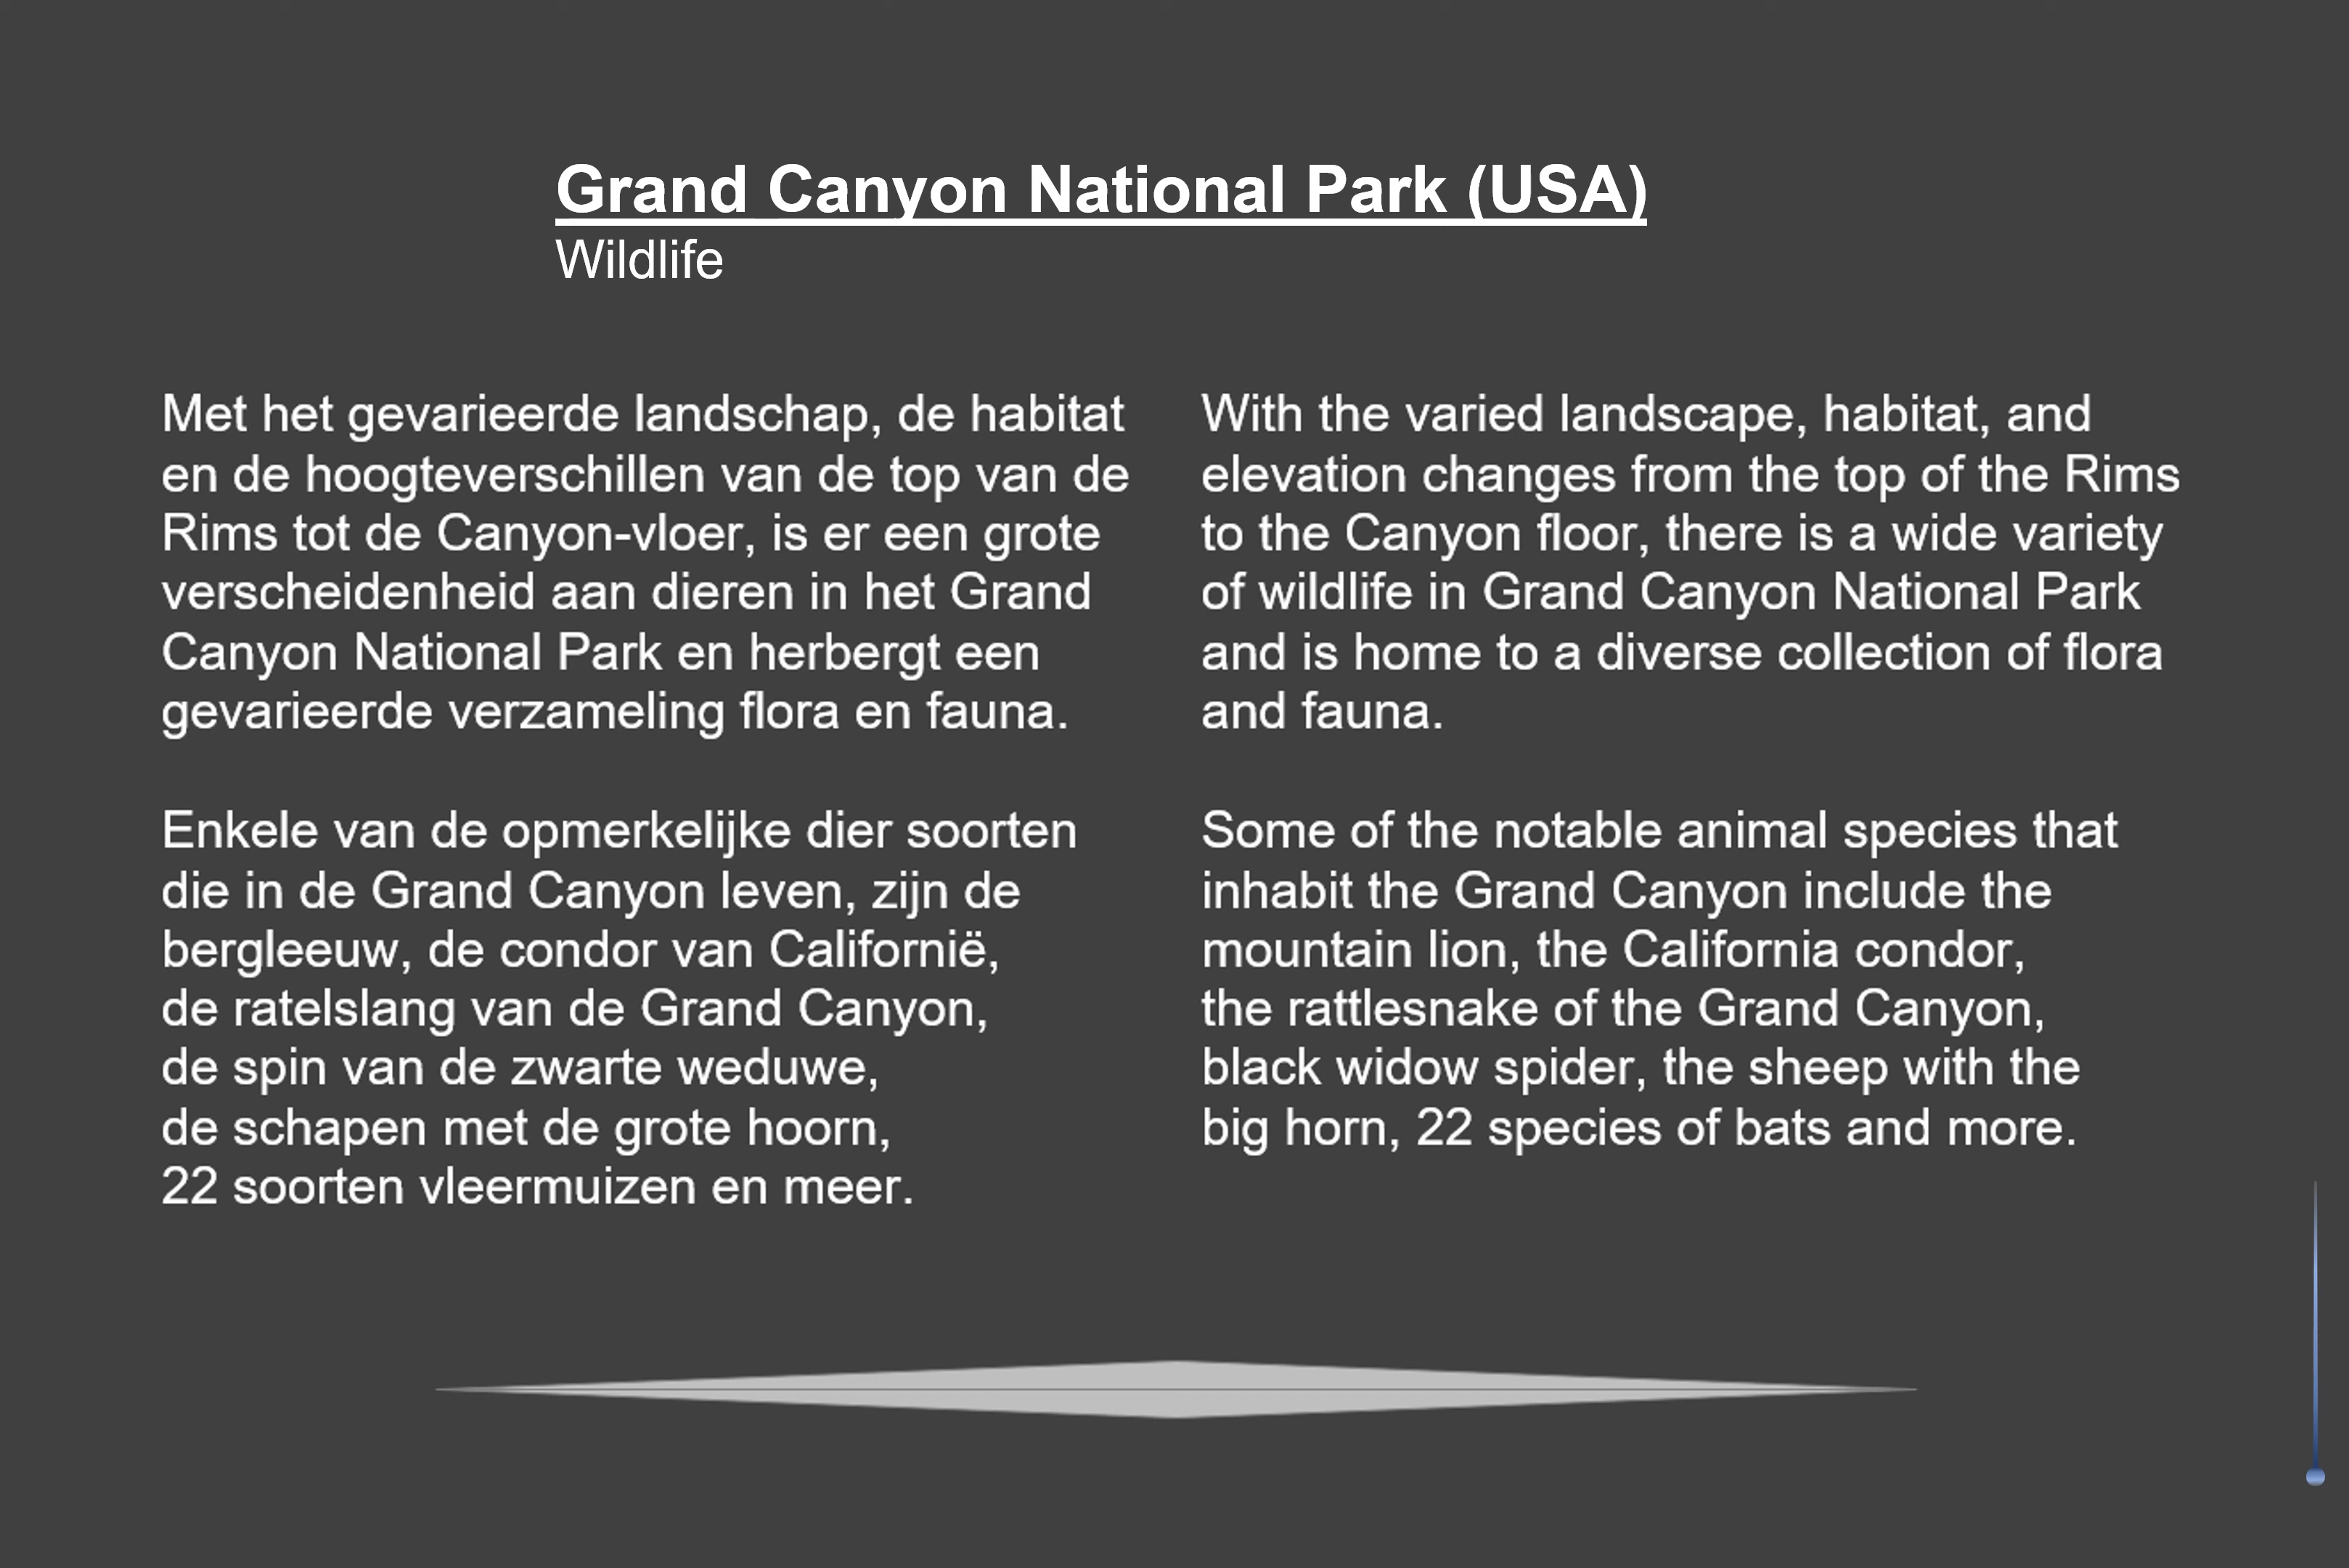 Grand Canyon National Park (USA)
Wildlife
Met het gevarieerde landschap, de habitat
en de hoogteverschillen van de top van de
Rims tot de Canyon-vloer, is er een grote
verscheidenheid aan dieren in het Grand
Canyon National Park en herbergt een
gevarieerde verzameling flora en fauna.
Enkele van de opmerkelijke dier soorten
die in de Grand Canyon leven, zijn de
bergleeuw, de condor van Californië,
de ratelslang van de Grand Canyon,
de spin van de zwarte weduwe,
de schapen met de grote hoorn,
22 soorten vleermuizen en meer.
With the varied landscape, habitat, and
elevation changes from the top of the Rims
to the Canyon floor, there is a wide variety
of wildlife in Grand Canyon National Park
and is home to a diverse collection of flora
and fauna.
Some of the notable animal species that
inhabit the Grand Canyon include the
mountain lion, the California condor,
the rattlesnake of the Grand Canyon,
black widow spider, the sheep with the
big horn, 22 species of bats and more.